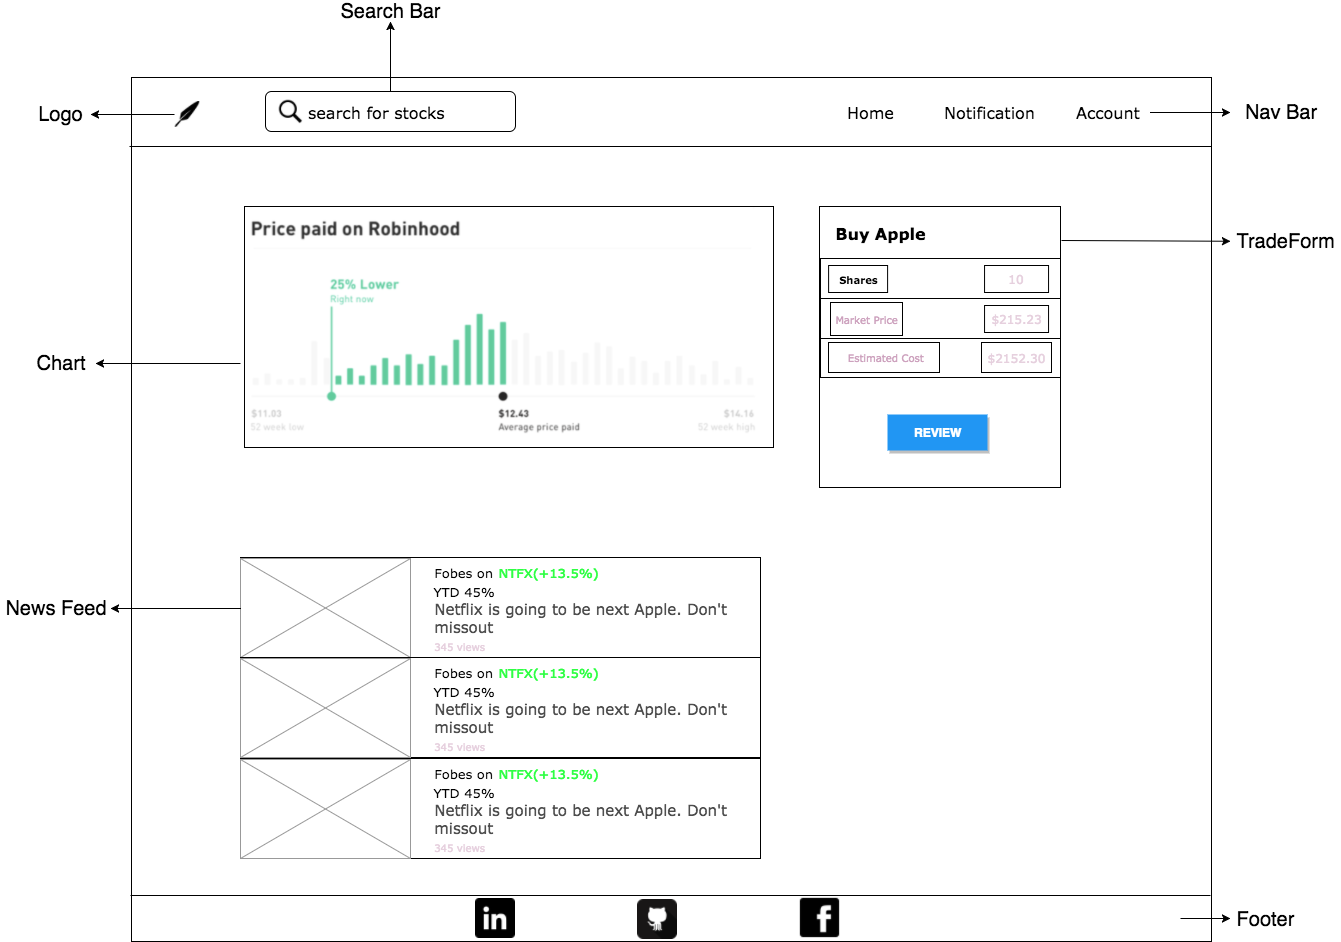 Search Bar
Logo
search for stocks
Home
Notification
Account
Nav Bar
Price paid on Robinhood
25% Lower
Right now
$11.03
52 week low
$12.43
Average price paid
$14.16
52 week high
Chart
Buy Apple
Shares
10
Market Price
$215.23
Estimated Cost
$2152.30
REVIEW
TradeForm
News Feed
Fobes on NTFX(+13.5%)
YTD 45%
Netflix is going to be next Apple. Don't
missout
345 views
Fobes on NTFX(+13.5%)
YTD 45%
Netflix is going to be next Apple. Don't
missout
345 views
Fobes on NTFX(+13.5%)
YTD 45%
Netflix is going to be next Apple. Don't
missout
345 views
in
f
Footer